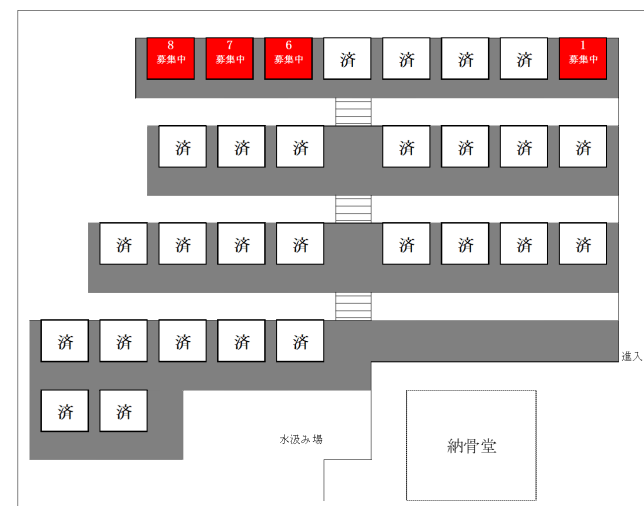 8 7 6 1
募集中 募集中 募集中 済 済 済 済 募集中
済 済 済 済 済 済 済
済 済 済 済 済 済 済 済
済 済 済 済 済
進入
済 済
水汲み場
納骨堂